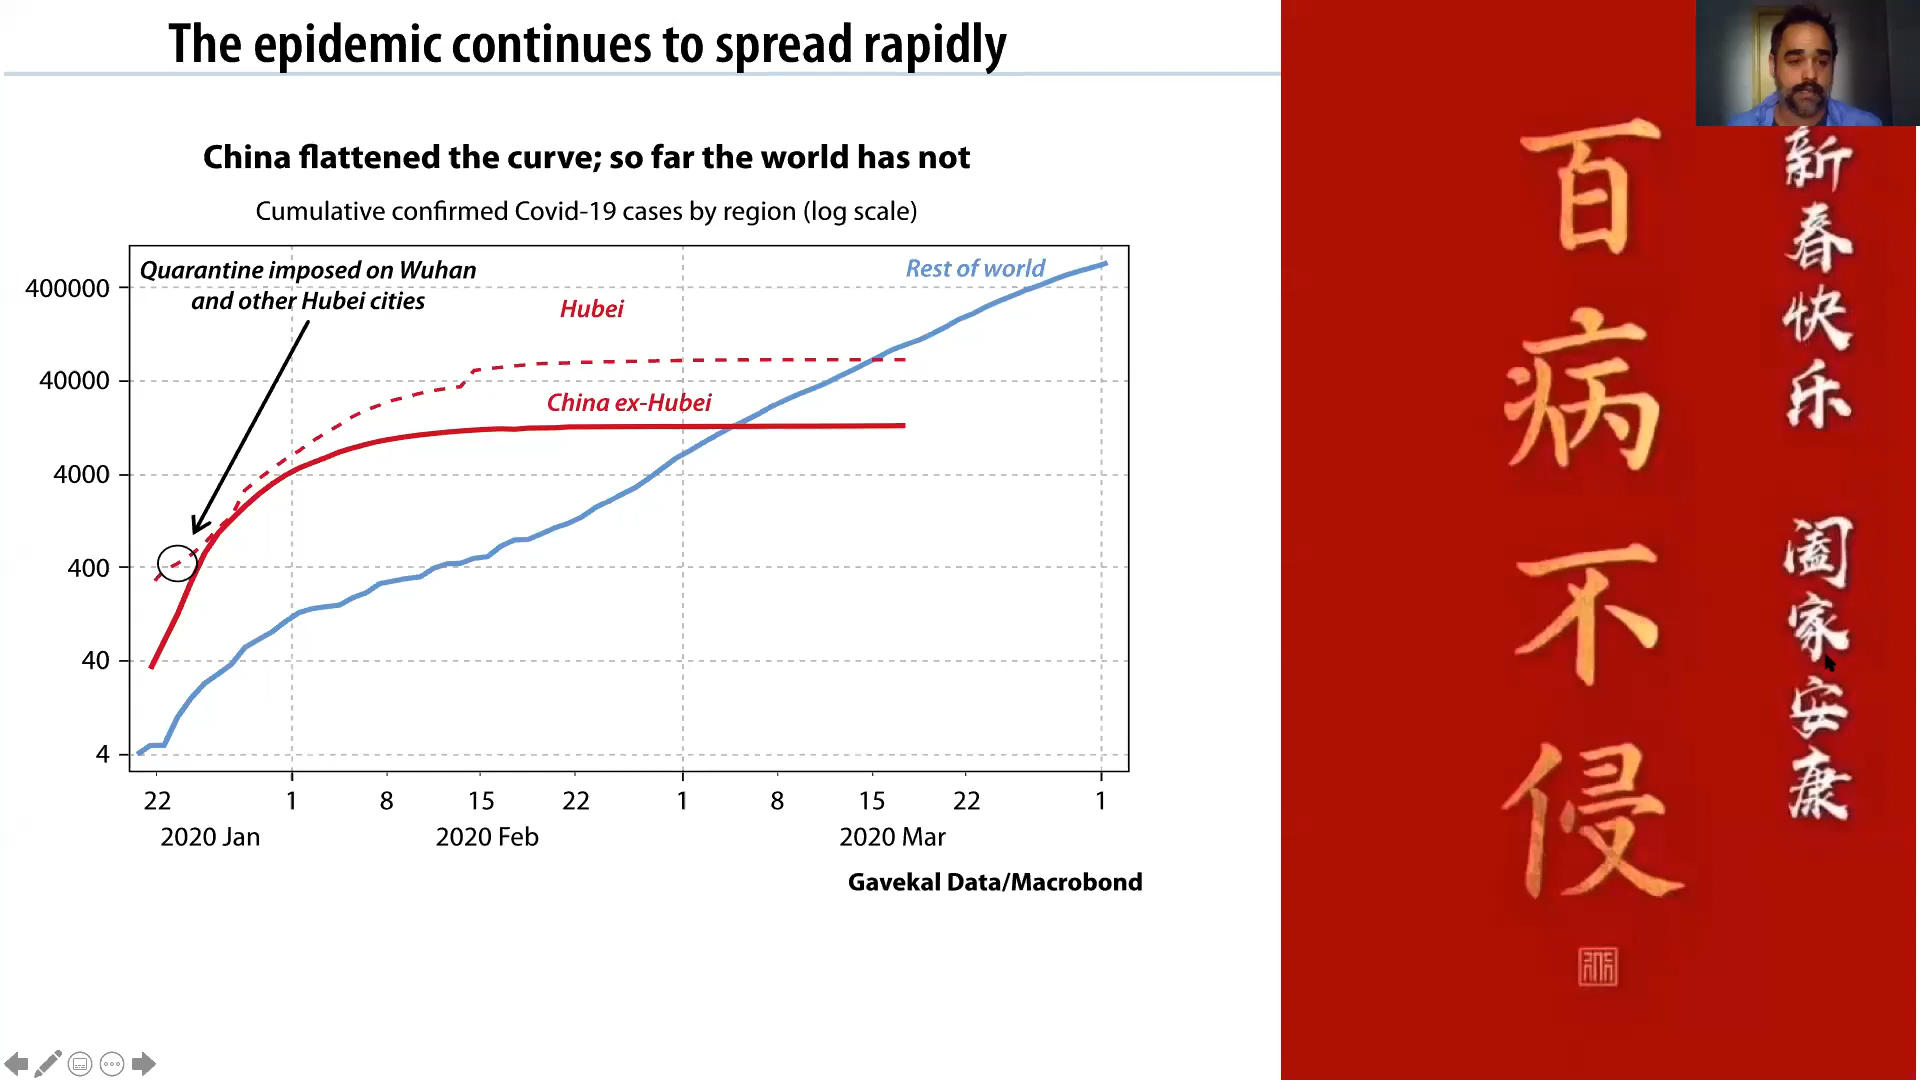 The epidemic continues to spread rapidly
China flattened the curve; so far the world has not
Cumulative confirmed Covid-19 cases by region (log scale)
Quarantine imposed on Wuhan
and other Hubei cities
Rest of world
Hubei
China ex-Hubei
400000
40000
4000
400
40
4
22 1 8 15 22 1 8 15 22 1
2020 Jan 2020 Feb 2020 Mar
Gavekal Data/Macrobond
新春快乐 阖家安康
百病不侵